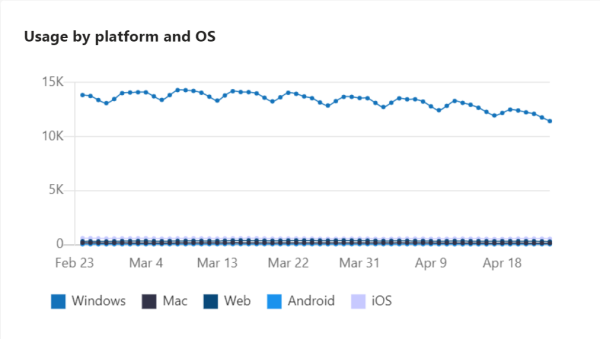 Usage by platform and OS
15K
10K
5K
0
Feb 23 Mar 4 Mar 13 Mar 22 Mar 31 Apr 9 Apr 18
Windows Mac Web Android iOS